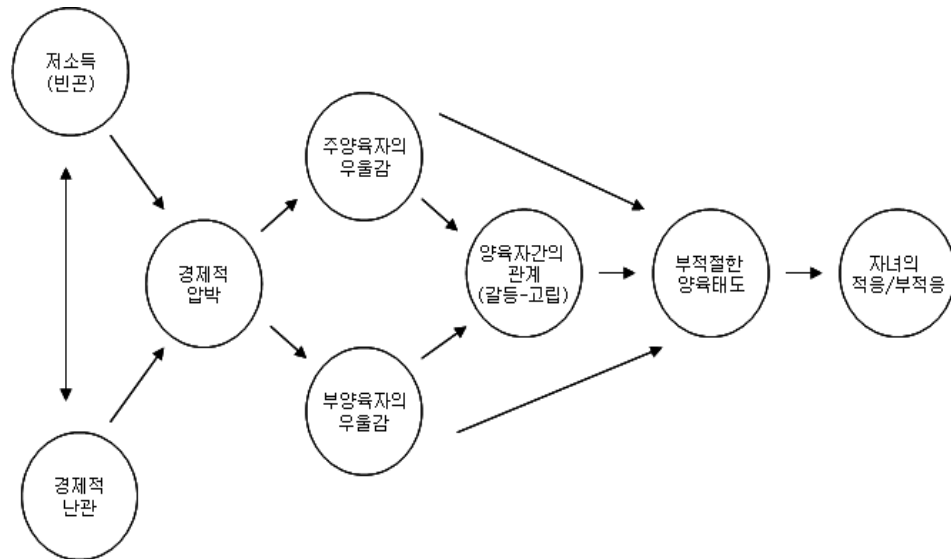 저소득
(빈곤)
주양육자의
우울감
경제적
압박
양육자간의
관계
(갈등-고립)
부적절한
양육태도
자녀의
적응/부적응
부양육자의
우울감
경제적
난관